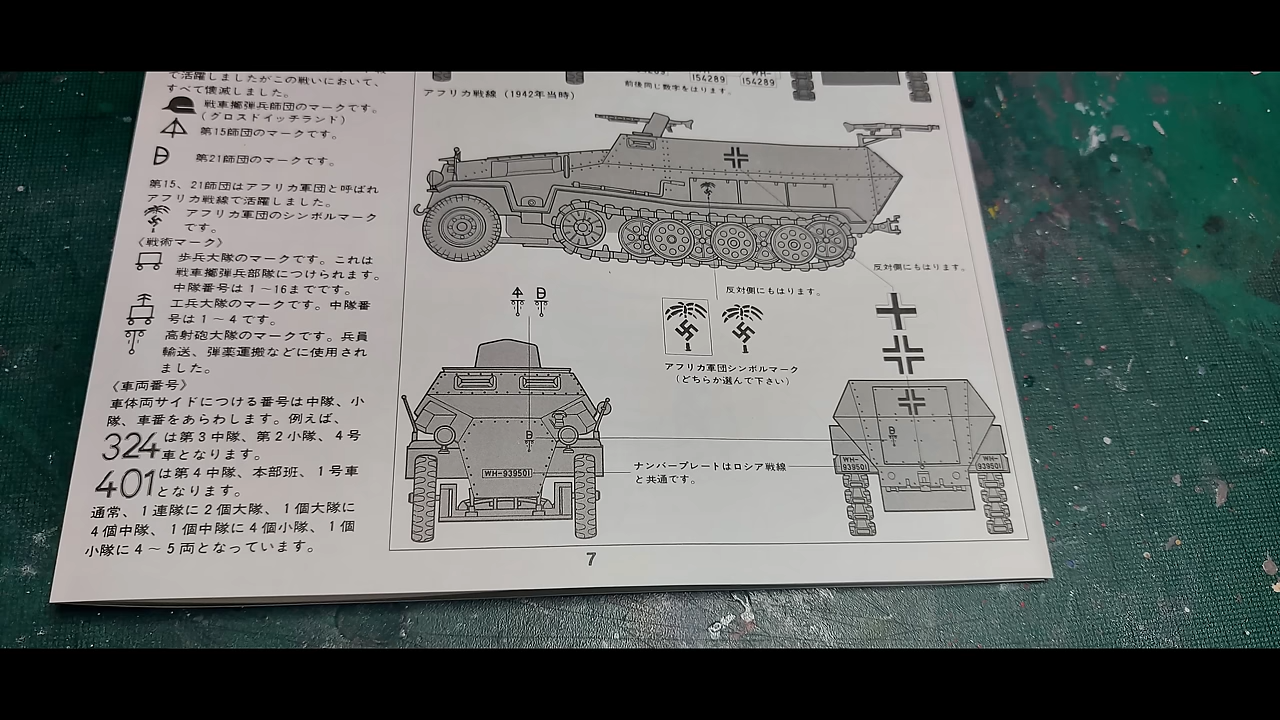 で活躍しましたがこの戦いにおいて、
すべて壊滅しました。
戦車擲弾兵師団のマークです。
(グロスドイッチランド)
第15師団のマークです。
D
第21師団のマークです。
第15、21師団はアフリカ軍団と呼ばれ
アフリカ戦線で活躍しました。
アフリカ軍団のシンボルマーク
です。
〈戦術マーク〉
歩兵大隊のマークです。これは
戦車擲弾兵部隊につけられます。
中隊番号は1~16までです。
工兵大隊のマークです。中隊番
号は1~4です。
高射砲大隊のマークです。兵員
輸送、弾薬運搬などに使用され
ました。
〈車両番号〉
車体両サイドにつける番号は中隊、小
隊、車番をあらわします。例えば、
324は第3中隊、第2小隊、4号
車となります。
401は第4中隊、本部班、1号車
となります。
通常、1連隊に2個大隊、1個大隊に
4個中隊、1個中隊に4個小隊、1個
小隊に4~5両となっています。
154289
WH-
154289
前後同じ数字をはります。
アフリカ戦線(1942年当時)
反対側にもはります。
反対側にもはります。
D
アフリカ軍団シンボルマーク
(どちらか選んで下さい)
D
WH-939501
ナンバープレートはロシア戦線
と共通です。
D
WH-
939501
WH-
939501
7